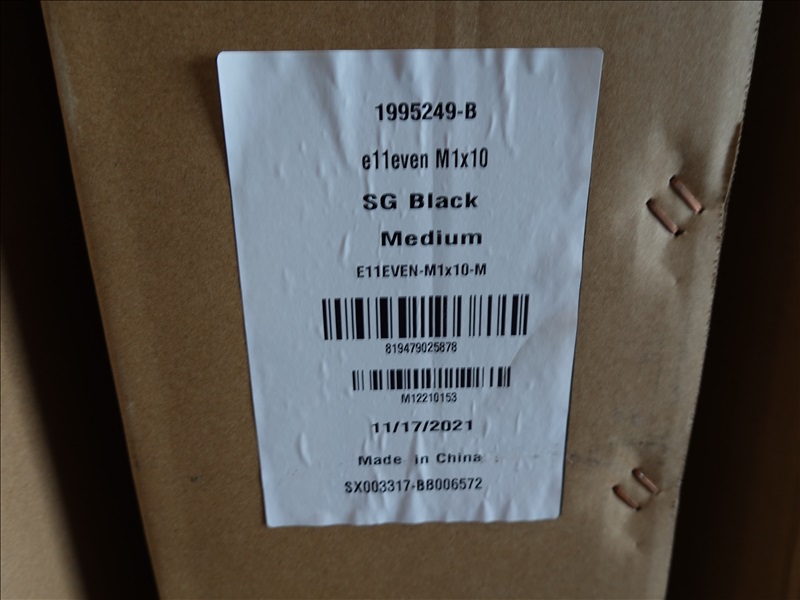 1995249-B
e11even M1x10
SG Black
Medium
E11EVEN-M1x10-M
819479025878
M12210153
11/17/2021
Made in China
SX003317-BB006572